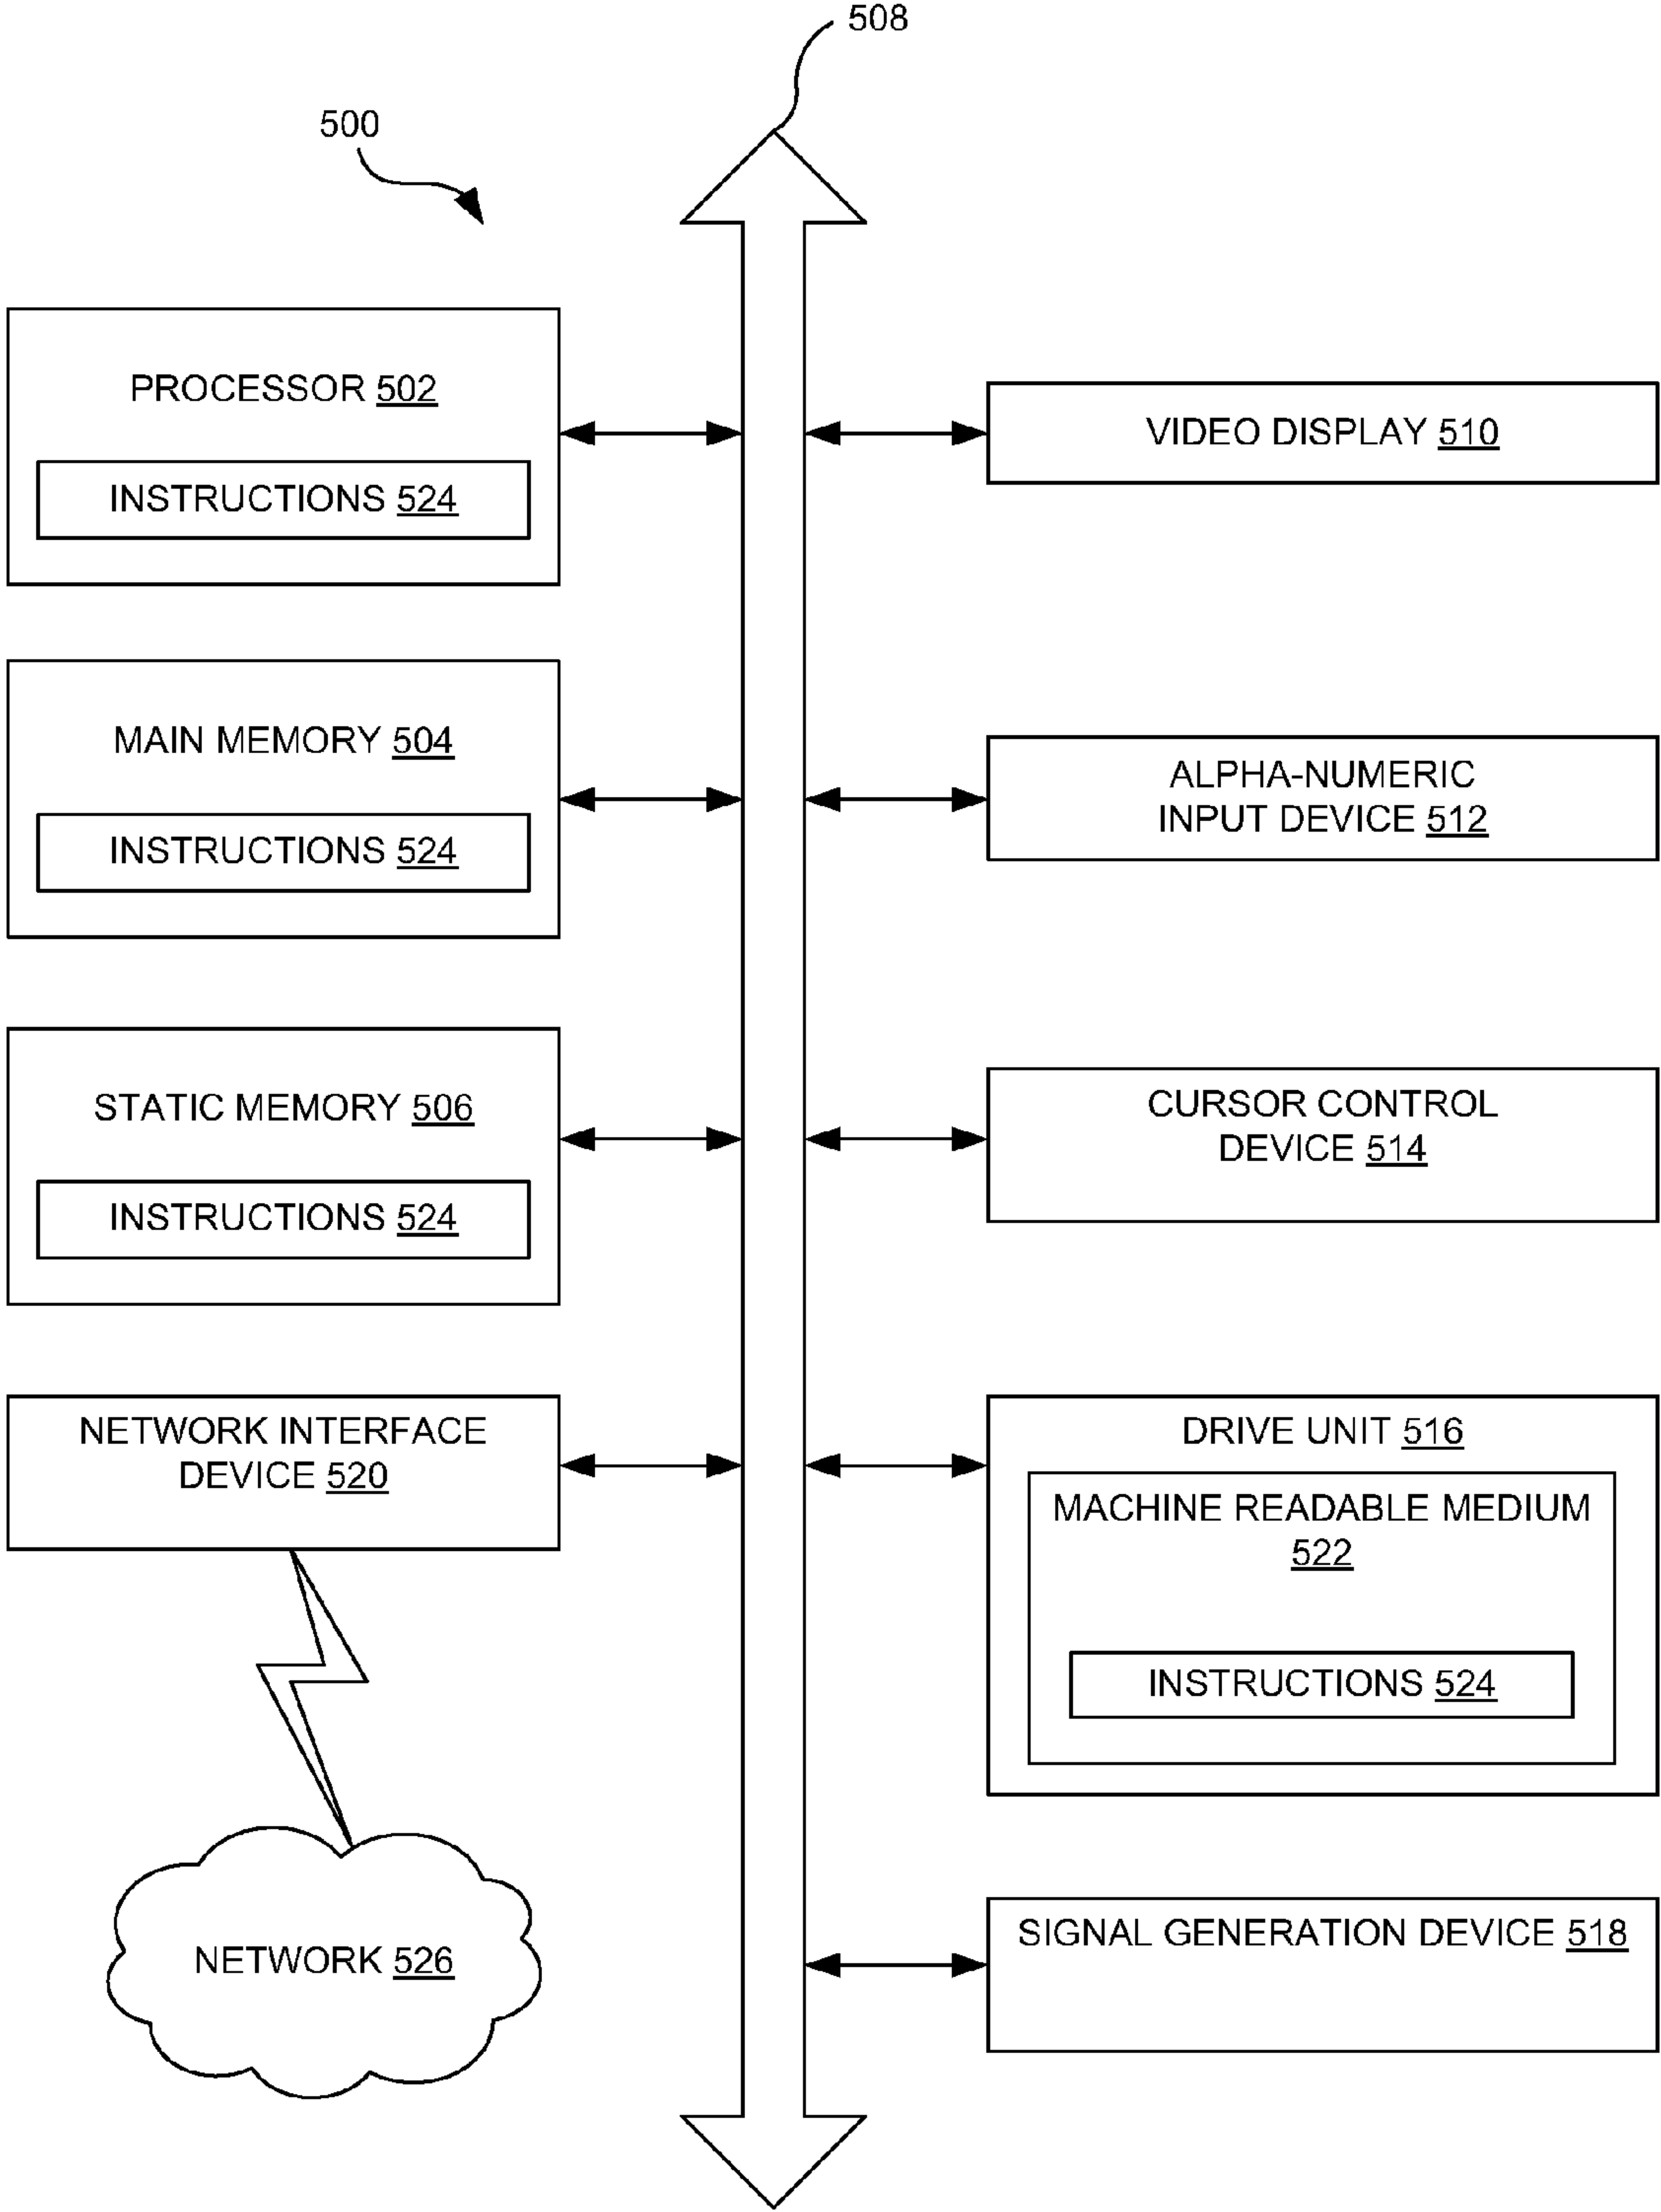 508
500
PROCESSOR 502
INSTRUCTIONS 524
VIDEO DISPLAY 510
MAIN MEMORY 504
INSTRUCTIONS 524
ALPHA-NUMERIC
INPUT DEVICE 512
STATIC MEMORY 506
INSTRUCTIONS 524
CURSOR CONTROL
DEVICE 514
NETWORK INTERFACE
DEVICE 520
DRIVE UNIT 516
MACHINE READABLE MEDIUM
522
INSTRUCTIONS 524
NETWORK 526
SIGNAL GENERATION DEVICE 518